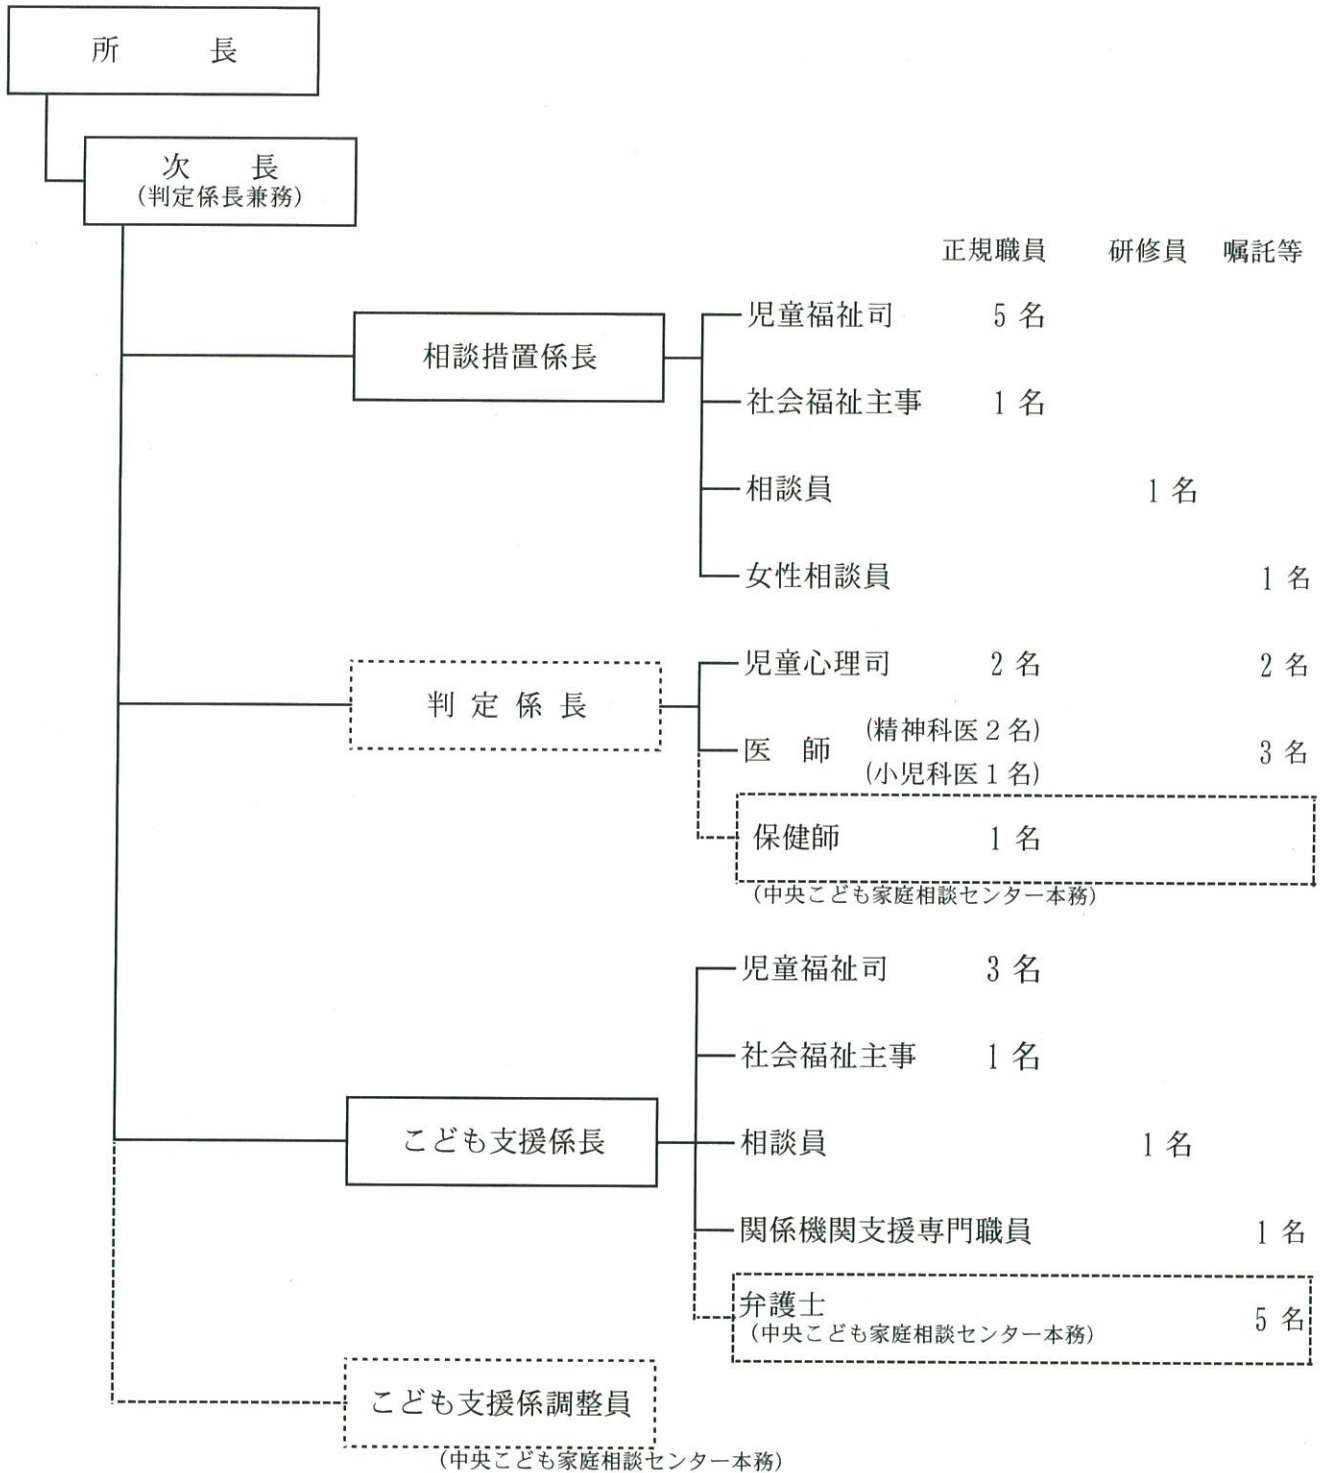 所　　　長
次　　長
(判定係長兼務)
正規職員　　研修員　嘱託等
児童福祉司　　5 名
相談措置係長
社会福祉主事　　1 名
相談員　　1 名
女性相談員　　1 名
児童心理司　　2 名　　2 名
判 定 係 長
(精神科医２名)
医　師　　3 名
(小児科医１名)
保健師　　1 名
(中央こども家庭相談センター本務)
児童福祉司　　3 名
社会福祉主事　　1 名
こども支援係長
相談員　　1 名
関係機関支援専門職員　　1 名
弁護士　　5 名
(中央こども家庭相談センター本務)
こども支援係調整員
(中央こども家庭相談センター本務)